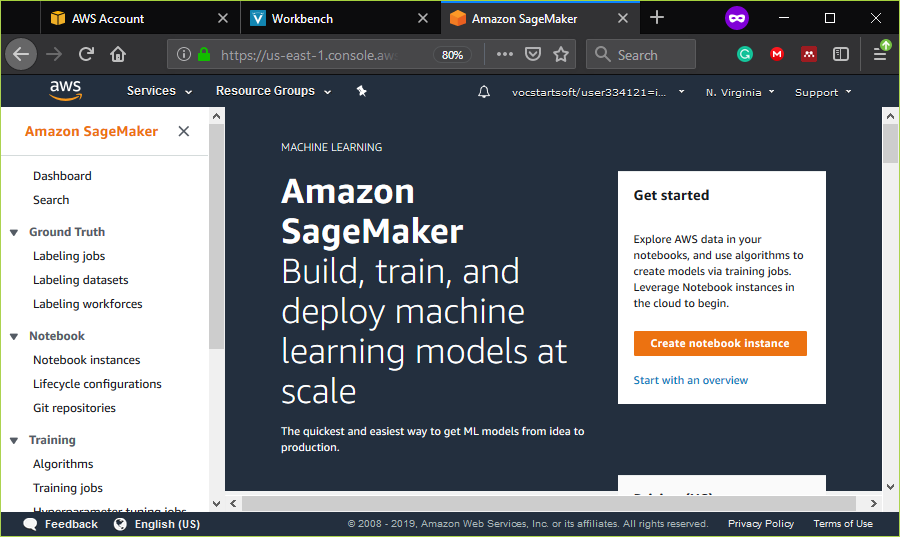 AWS Account
Workbench
Amazon SageMaker
https://us-east-1.console.aws
80%
Search
aws
Services
Resource Groups
vocstartsoft/user334121=i...
N. Virginia
Support
Amazon SageMaker
Dashboard
Search
Ground Truth
Labeling jobs
Labeling datasets
Labeling workforces
Notebook
Notebook instances
Lifecycle configurations
Git repositories
Training
Algorithms
Training jobs
Hyperparameter tuning jobs
MACHINE LEARNING
Amazon
SageMaker
Build, train, and
deploy machine
learning models at
scale
The quickest and easiest way to get ML models from idea to
production.
Get started
Explore AWS data in your
notebooks, and use algorithms to
create models via training jobs.
Leverage Notebook instances in
the cloud to begin.
Create notebook instance
Start with an overview
Feedback
English (US)
© 2008 - 2019, Amazon Web Services, Inc. or its affiliates. All rights reserved.
Privacy Policy
Terms of Use